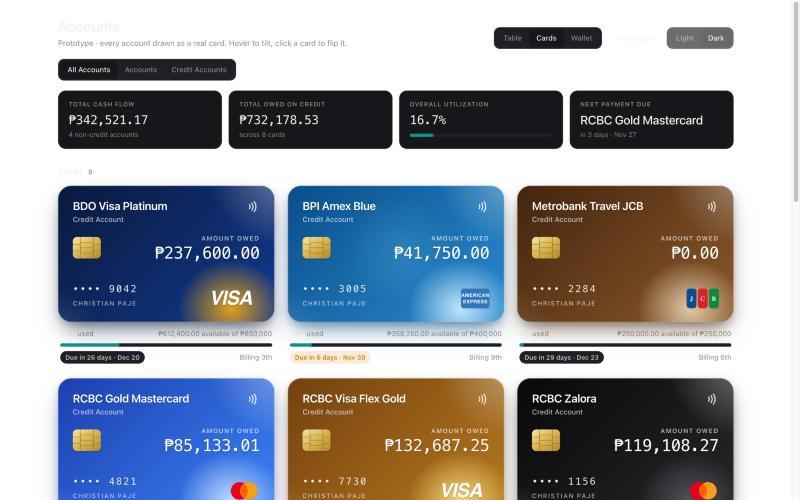 Accounts
Prototype · every account drawn as a real card. Hover to tilt, click a card to flip it.
Table Cards Wallet
Settings
Light Dark
All Accounts Accounts Credit Accounts
TOTAL CASH FLOW
₱342,521.17
4 non-credit accounts
TOTAL OWED ON CREDIT
₱732,178.53
across 8 cards
OVERALL UTILIZATION
16.7%
NEXT PAYMENT DUE
RCBC Gold Mastercard
in 3 days · Nov 27
Credit 8
BDO Visa Platinum
Credit Account
AMOUNT OWED
₱237,600.00
•••• 9042
CHRISTIAN PAJE
VISA
BPI Amex Blue
Credit Account
AMOUNT OWED
₱41,750.00
•••• 3005
CHRISTIAN PAJE
AMERICAN EXPRESS
Metrobank Travel JCB
Credit Account
AMOUNT OWED
₱0.00
•••• 2284
CHRISTIAN PAJE
JCB
used ₱612,400.00 available of ₱850,000
Due in 26 days · Dec 20 Billing 3th
used ₱358,250.00 available of ₱400,000
Due in 6 days · Nov 30 Billing 9th
used ₱250,000.00 available of ₱250,000
Due in 29 days · Dec 23 Billing 6th
RCBC Gold Mastercard
Credit Account
AMOUNT OWED
₱85,133.01
•••• 4821
CHRISTIAN PAJE
RCBC Visa Flex Gold
Credit Account
AMOUNT OWED
₱132,687.25
•••• 7730
CHRISTIAN PAJE
VISA
RCBC Zalora
Credit Account
AMOUNT OWED
₱119,108.27
•••• 1156
CHRISTIAN PAJE